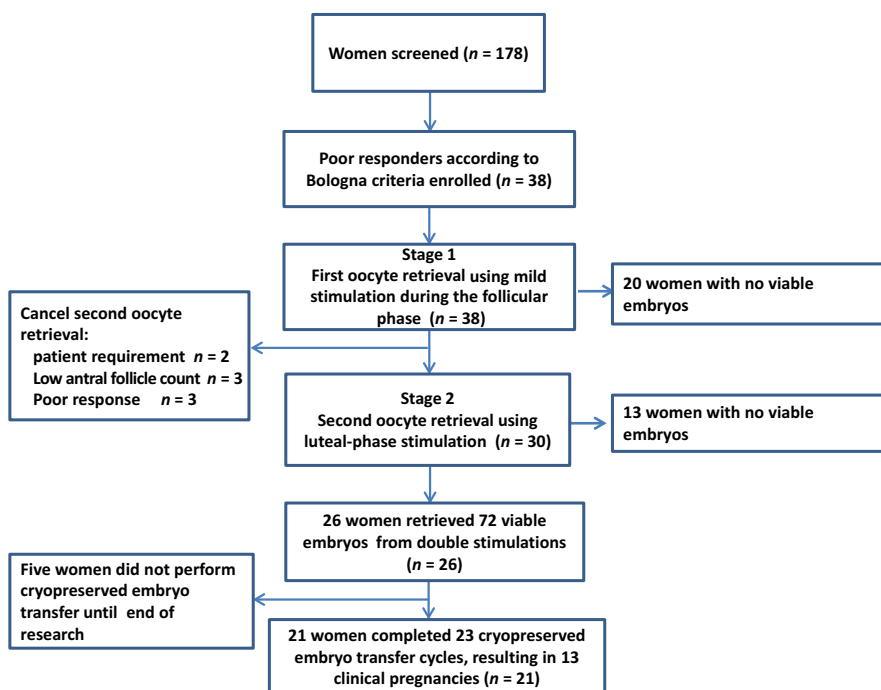 Women screened (n = 178)
Poor responders according to
Bologna criteria enrolled (n = 38)
Stage 1
First oocyte retrieval using mild
stimulation during the follicular
phase (n = 38)
20 women with no viable
embryos
Cancel second oocyte
retrieval:
patient requirement n = 2
Low antral follicle count n = 3
Poor response n = 3
Stage 2
Second oocyte retrieval using
luteal-phase stimulation (n = 30)
13 women with no viable
embryos
26 women retrieved 72 viable
embryos from double stimulations
(n = 26)
Five women did not perform
cryopreserved embryo
transfer until end of
research
21 women completed 23 cryopreserved
embryo transfer cycles, resulting in 13
clinical pregnancies (n = 21)